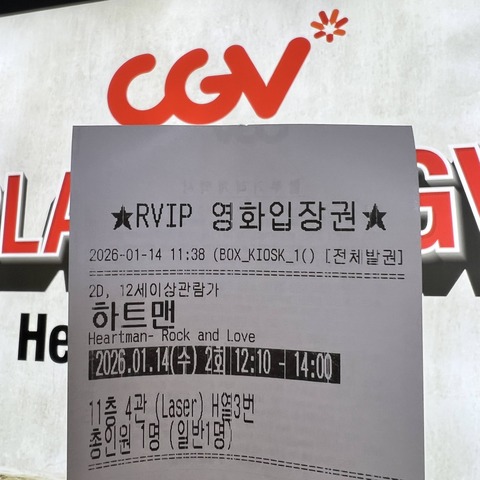 CGV
LA
G
He
★RVIP 영화입장권★
2026-01-14 11:38 (BOX_KIOSK_1() [전체발권]
2D, 12세이상관람가
하트맨
Heartman- Rock and Love
2026.01.14(수) 2회 12:10 - 14:00
11층 4관 (Laser) H열3번
총인원 1명 (일반1명)